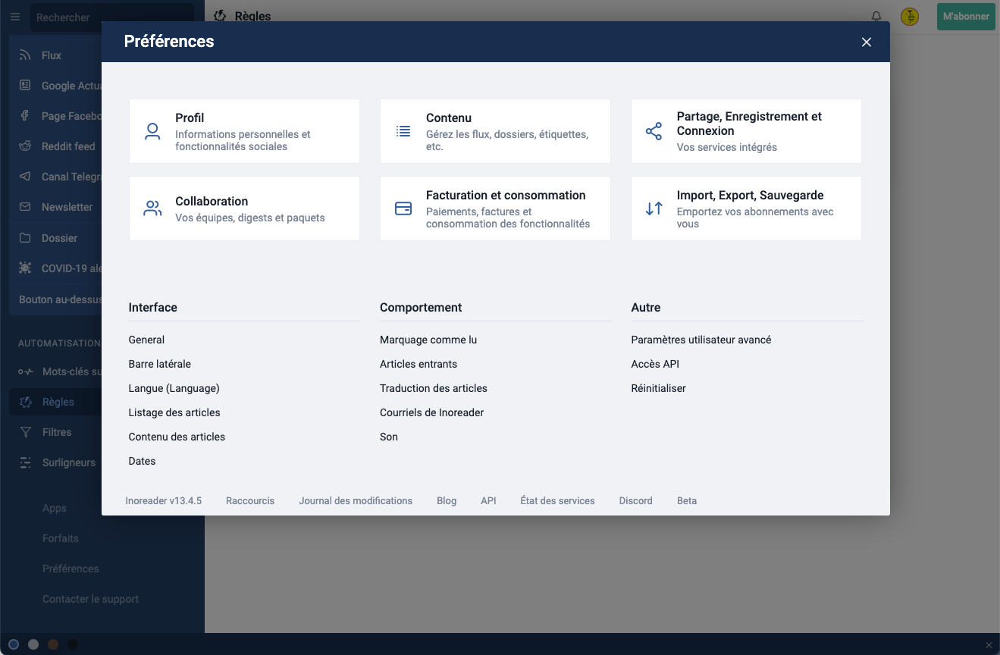 Rechercher
Règles
M'abonner
Préférences
Flux
Google Actua
Page Facebo
Reddit feed
Canal Telegra
Newsletter
Dossier
COVID-19 ale
Bouton au-dessus
AUTOMATISATION
Mots-clés su
Règles
Filtres
Surligneurs
Apps
Forfaits
Préférences
Contacter le support
Profil
Informations personnelles et
fonctionnalités sociales
Contenu
Gérez les flux, dossiers, étiquettes,
etc.
Partage, Enregistrement et
Connexion
Vos services intégrés
Collaboration
Vos équipes, digests et paquets
Facturation et consommation
Paiements, factures et
consommation des fonctionnalités
Import, Export, Sauvegarde
Emportez vos abonnements avec
vous
Interface
General
Barre latérale
Langue (Language)
Listage des articles
Contenu des articles
Dates
Comportement
Marquage comme lu
Articles entrants
Traduction des articles
Courriels de Inoreader
Son
Autre
Paramètres utilisateur avancé
Accès API
Réinitialiser
Inoreader v13.4.5 Raccourcis Journal des modifications Blog API État des services Discord Beta